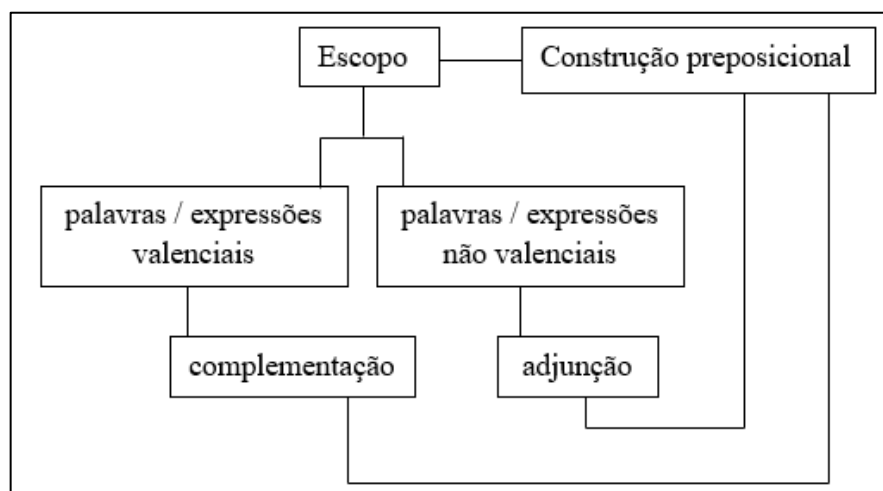 Escopo
Construção preposicional
palavras / expressões
valenciais
palavras / expressões
não valenciais
complementação
adjunção